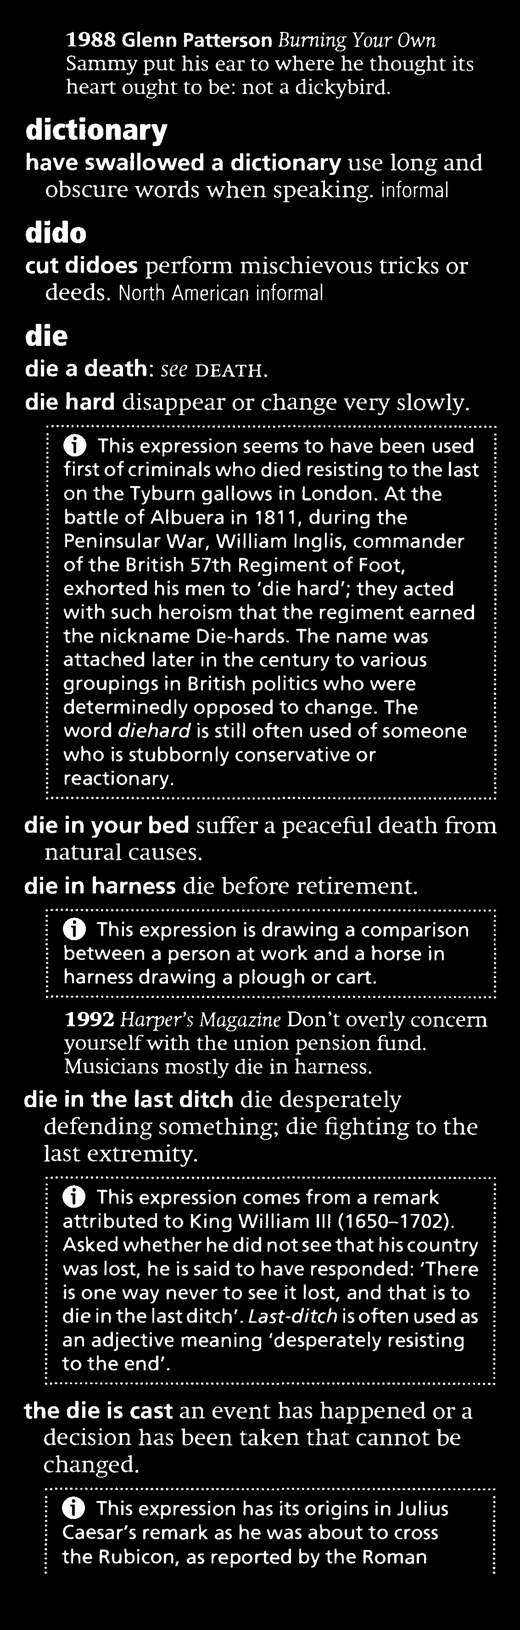 1988 Glenn Patterson Burning Your Own
Sammy put his ear to where he thought its
heart ought to be: not a dickybird.
dictionary
have swallowed a dictionary use long and
obscure words when speaking. informal
dido
cut didoes perform mischievous tricks or
deeds. North American informal
die
die a death: see DEATH.
die hard disappear or change very slowly.
i This expression seems to have been used
first of criminals who died resisting to the last
on the Tyburn gallows in London. At the
battle of Albuera in 1811, during the
Peninsular War, William Inglis, commander
of the British 57th Regiment of Foot,
exhorted his men to 'die hard'; they acted
with such heroism that the regiment earned
the nickname Die-hards. The name was
attached later in the century to various
groupings in British politics who were
determinedly opposed to change. The
word diehard is still often used of someone
who is stubbornly conservative or
reactionary.
die in your bed suffer a peaceful death from
natural causes.
die in harness die before retirement.
i This expression is drawing a comparison
between a person at work and a horse in
harness drawing a plough or cart.
1992 Harper's Magazine Don't overly concern
yourself with the union pension fund.
Musicians mostly die in harness.
die in the last ditch die desperately
defending something; die fighting to the
last extremity.
i This expression comes from a remark
attributed to King William III (1650–1702).
Asked whether he did not see that his country
was lost, he is said to have responded: 'There
is one way never to see it lost, and that is to
die in the last ditch'. Last-ditch is often used as
an adjective meaning 'desperately resisting
to the end'.
the die is cast an event has happened or a
decision has been taken that cannot be
changed.
i This expression has its origins in Julius
Caesar's remark as he was about to cross
the Rubicon, as reported by the Roman